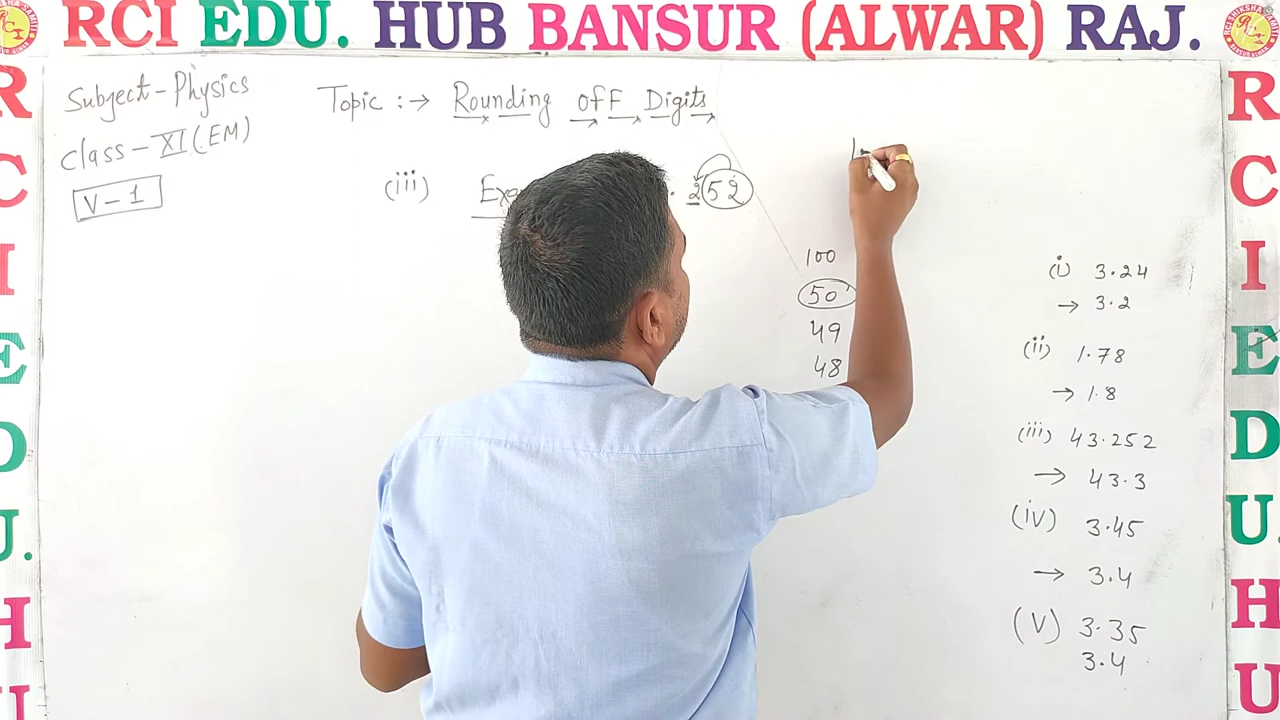 RCI EDU. HUB BANSUR (ALWAR) RAJ.
Subject-Physics
Class-XI(EM)
V-1
Topic :→ Rounding off Digits
(iii)
252
100
50
49
48
(i) 3.24
→ 3.2
(ii) 1.78
→ 1.8
(iii) 43.252
→ 43.3
(iv) 3.45
→ 3.4
(V) 3.35
3.4
R
C
I
E
D
U.
H
U
R
C
I
E
D
U
H
U